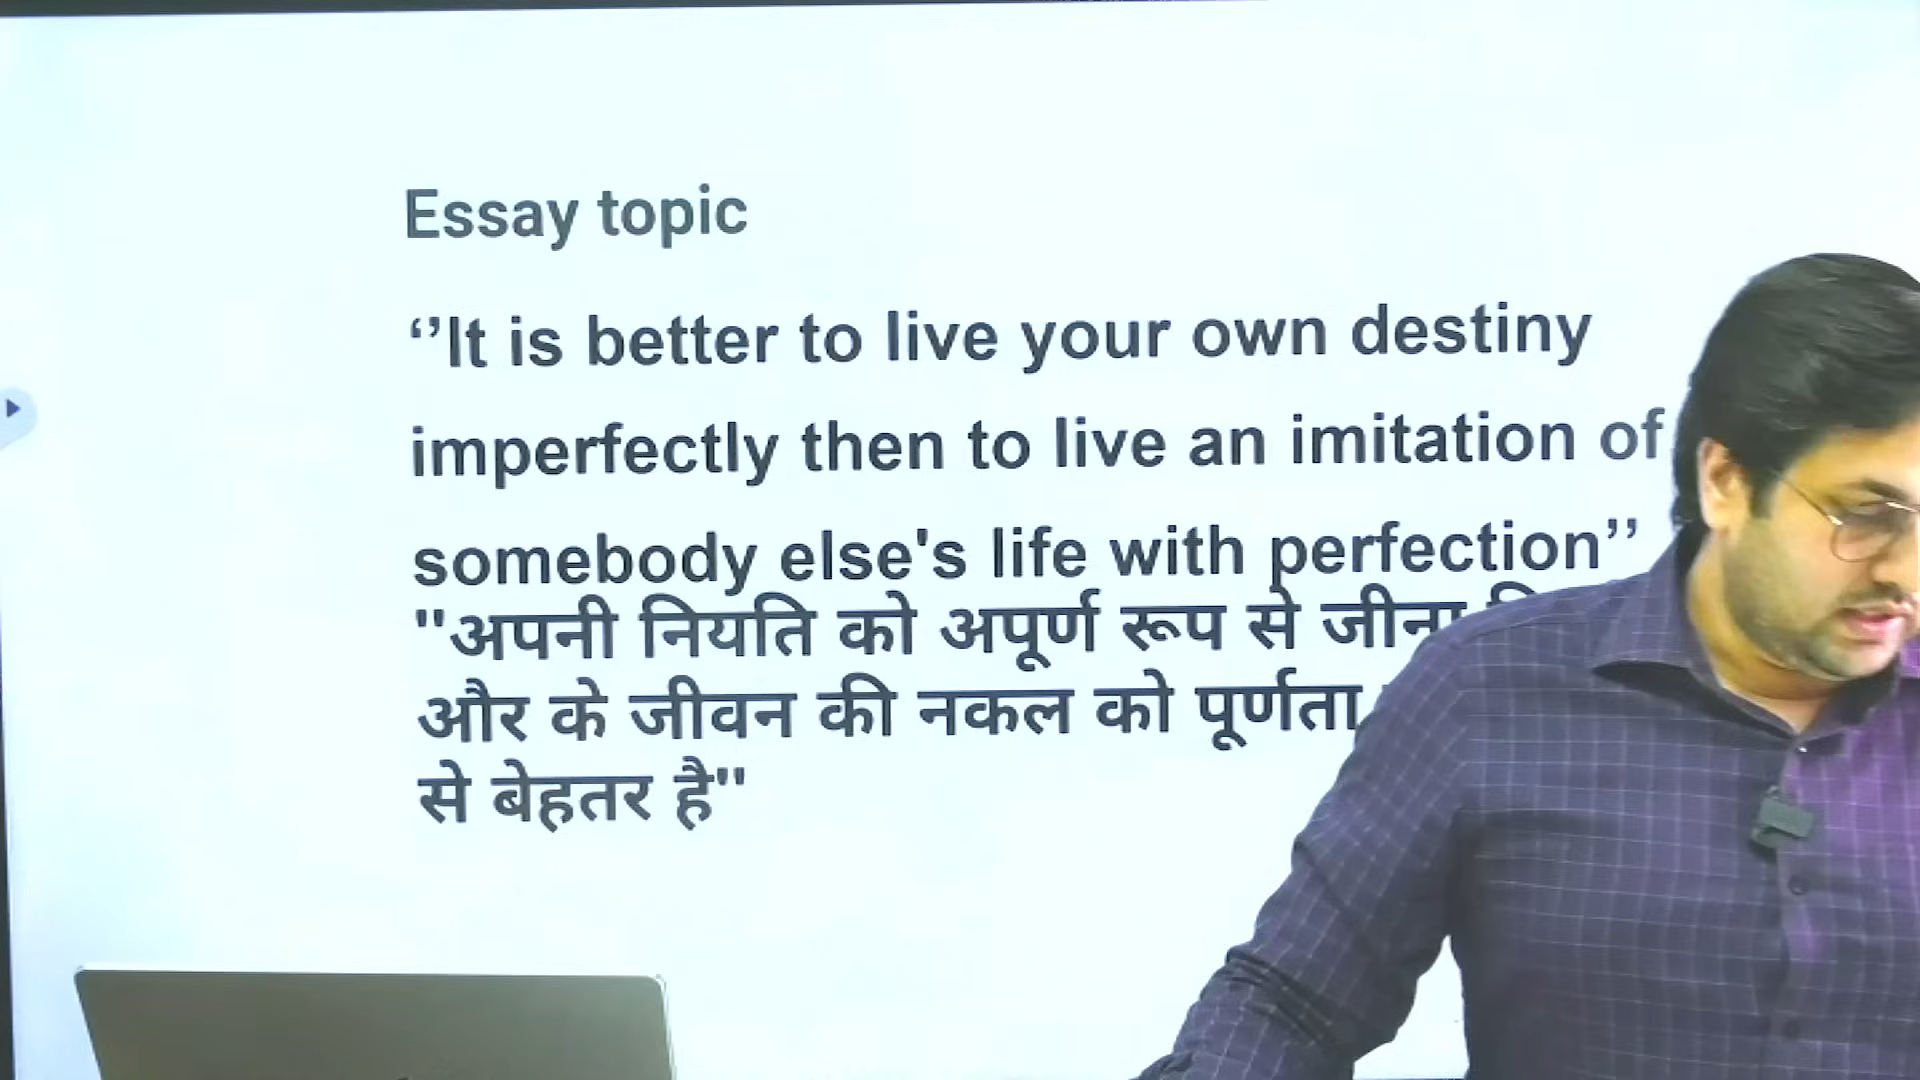 Essay topic
‘’It is better to live your own destiny
imperfectly then to live an imitation of
somebody else's life with perfection’’
"अपनी नियति को अपूर्ण रूप से जीना
और के जीवन की नकल को पूर्णता
से बेहतर है"